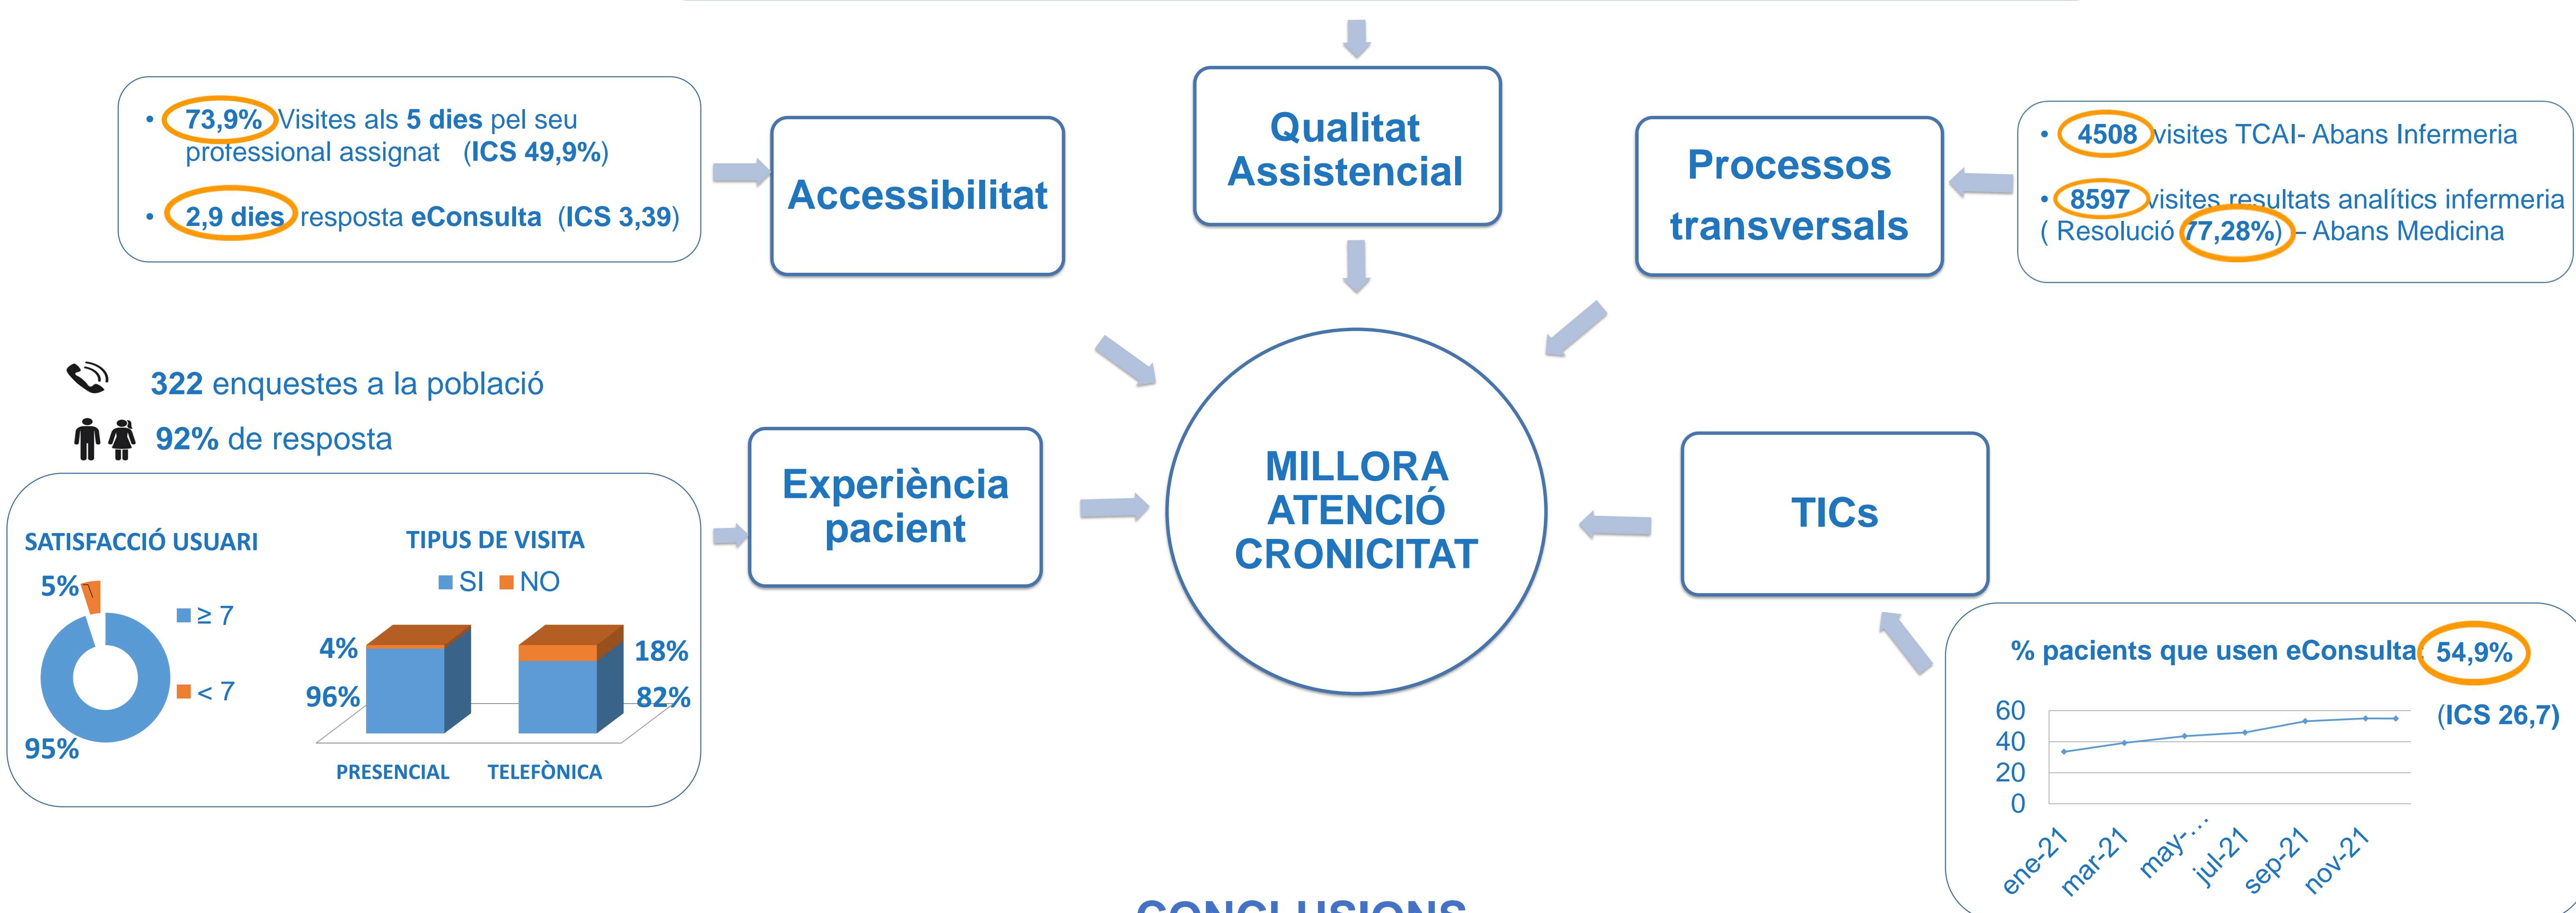 • 73,9% Visites als 5 dies pel seu
professional assignat (ICS 49,9%)
• 2,9 dies resposta eConsulta (ICS 3,39)
Accessibilitat
Qualitat
Assistencial
Processos
transversals
• 4508 visites TCAI- Abans Infermeria
• 8597 visites resultats analítics infermeria
( Resolució 77,28%) – Abans Medicina
322 enquestes a la població
92% de resposta
SATISFACCIÓ USUARI
5%
≥ 7
< 7
95%
TIPUS DE VISITA
SI NO
4%
96%
18%
82%
PRESENCIAL TELEFÒNICA
Experiència
pacient
MILLORA
ATENCIÓ
CRONICITAT
TICs
% pacients que usen eConsulta: 54,9%
(ICS 26,7)
60
40
20
0
ene-21
mar-21
may-…
jul-21
sep-21
nov-21
CONCLUSIONS